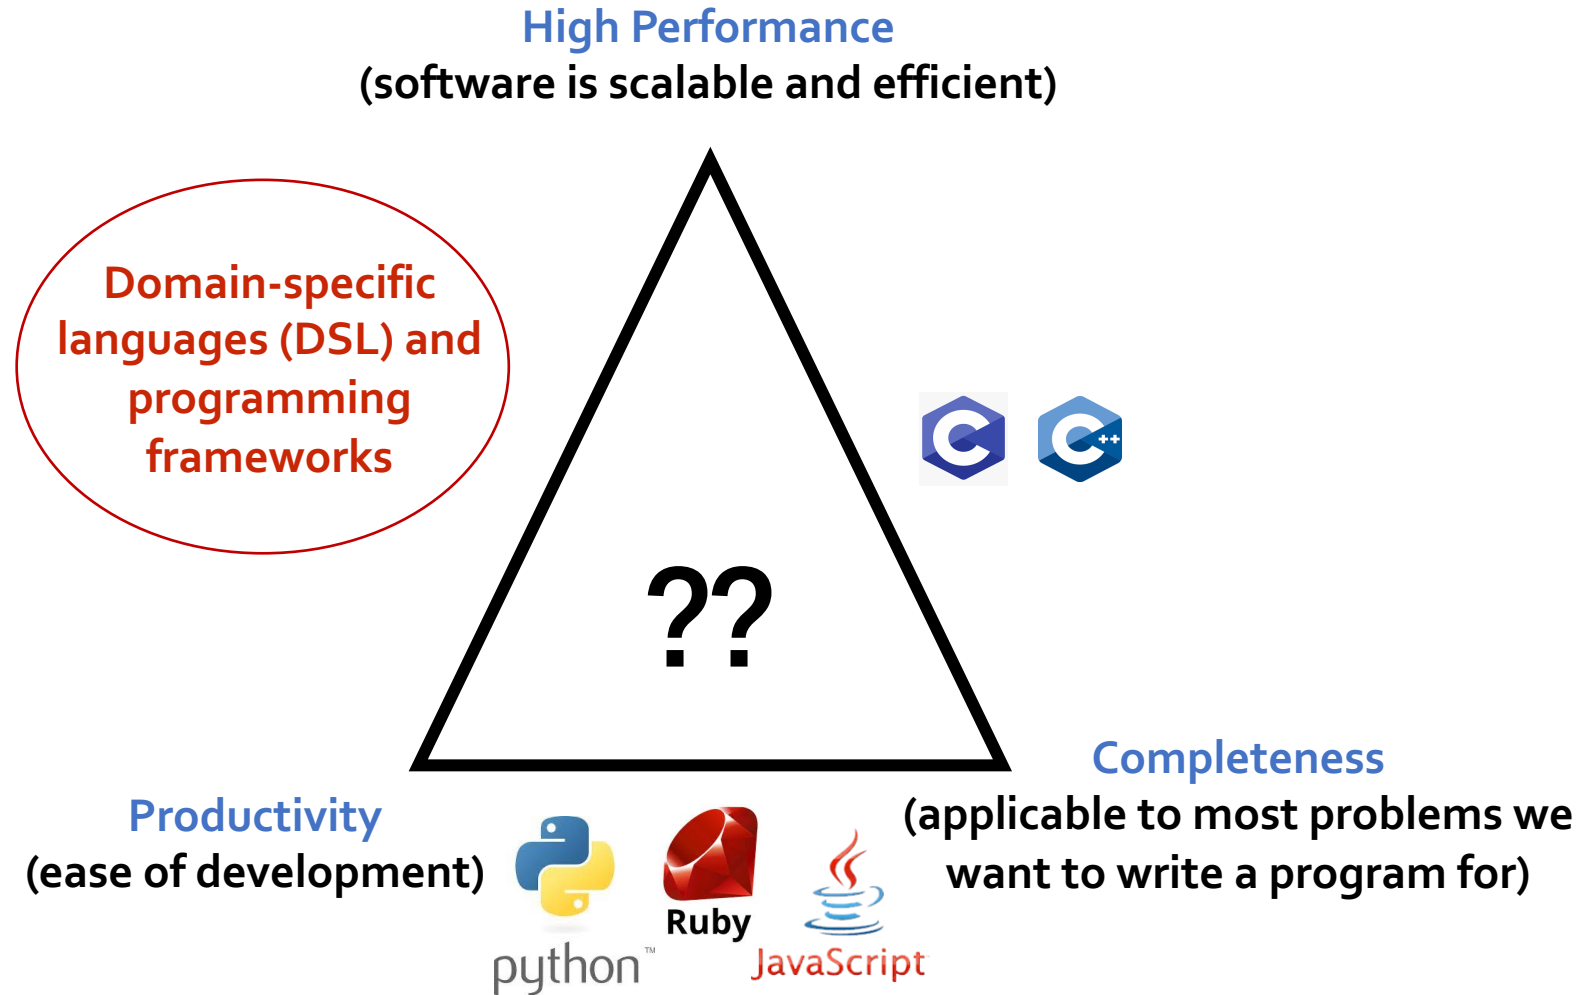 High Performance
(software is scalable and efficient)
Domain-specific
languages (DSL) and
programming
frameworks
C
C++
??
Completeness
(applicable to most problems we
want to write a program for)
Productivity
(ease of development)
python™
Ruby
JavaScript